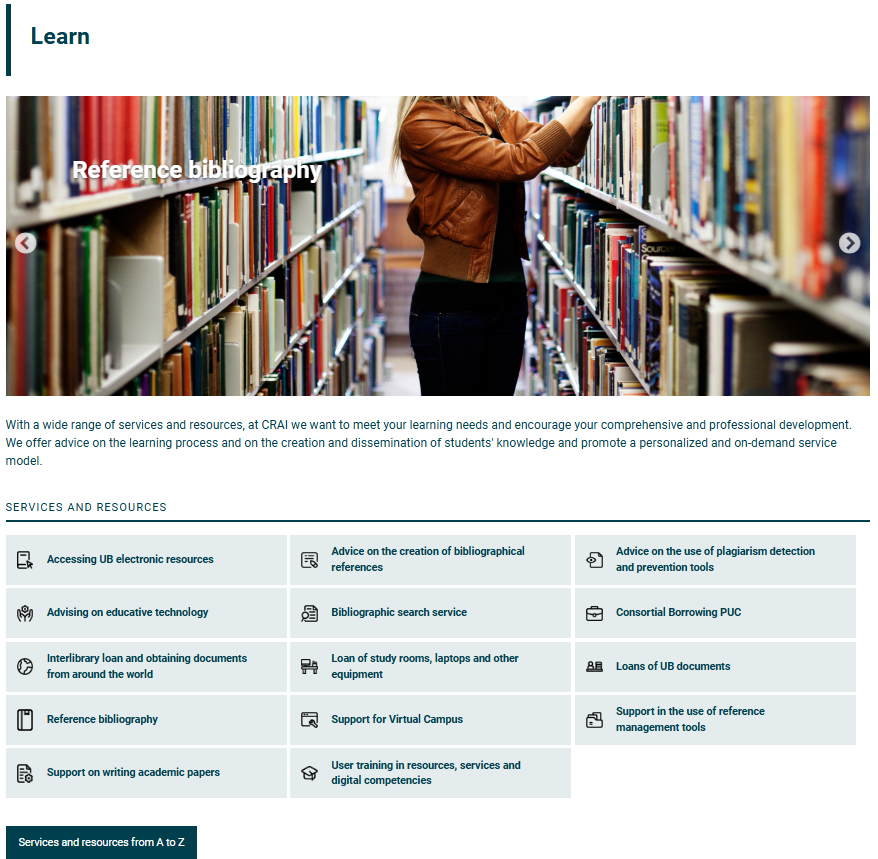 Learn
Reference bibliography
With a wide range of services and resources, at CRAI we want to meet your learning needs and encourage your comprehensive and professional development.
We offer advice on the learning process and on the creation and dissemination of students' knowledge and promote a personalized and on-demand service
model.
SERVICES AND RESOURCES
Accessing UB electronic resources
Advice on the creation of bibliographical
references
Advice on the use of plagiarism detection
and prevention tools
Advising on educative technology
Bibliographic search service
Consortial Borrowing PUC
Interlibrary loan and obtaining documents
from around the world
Loan of study rooms, laptops and other
equipment
Loans of UB documents
Reference bibliography
Support for Virtual Campus
Support in the use of reference
management tools
Support on writing academic papers
User training in resources, services and
digital competencies
Services and resources from A to Z